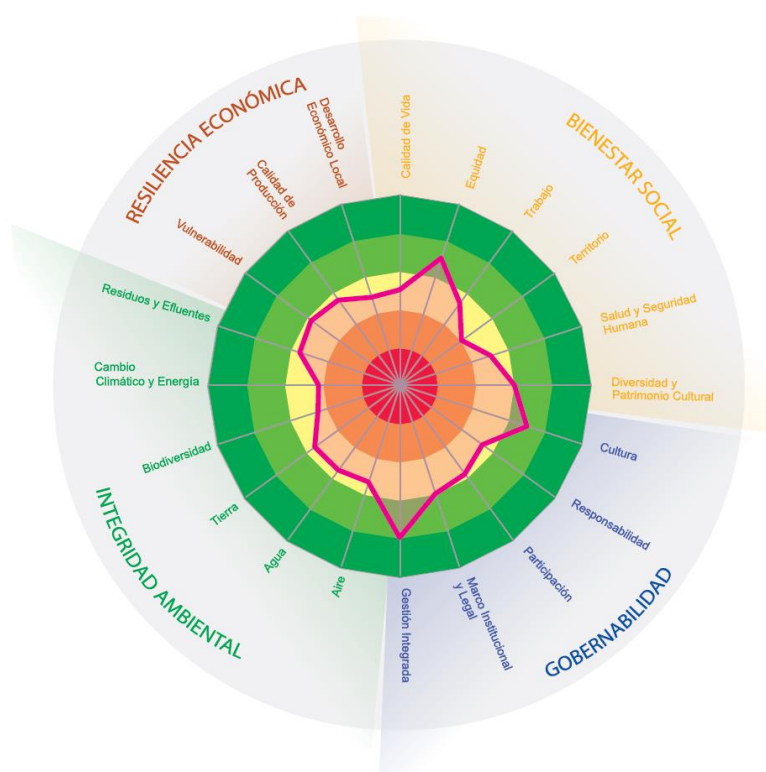 RESILIENCIA ECONÓMICA
Desarrollo
Económico Local
Calidad de
Producción
Vulnerabilidad
BIENESTAR SOCIAL
Calidad de Vida
Equidad
Trabajo
Territorio
Salud y Seguridad
Humana
Diversidad y
Patrimonio Cultural
GOBERNABILIDAD
Cultura
Responsabilidad
Participación
Marco Institucional
y Legal
Gestión Integrada
INTEGRIDAD AMBIENTAL
Aire
Agua
Tierra
Biodiversidad
Cambio
Climático y Energía
Residuos y Efluentes